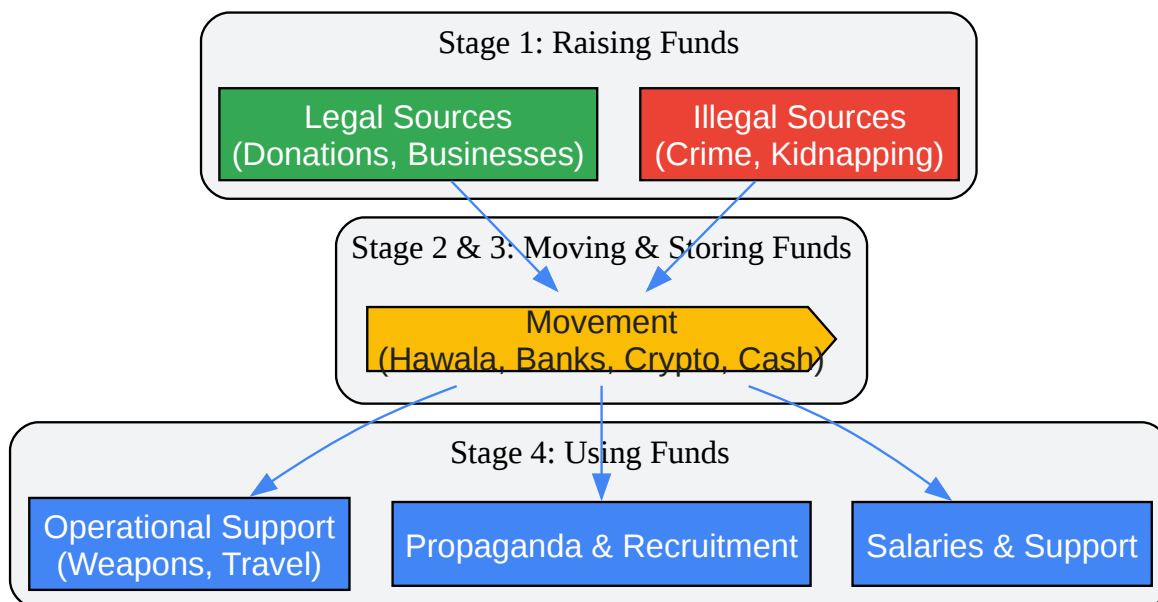 Stage 1: Raising Funds
Legal Sources
(Donations, Businesses)
Illegal Sources
(Crime, Kidnapping)
Stage 2 & 3: Moving & Storing Funds
Movement
(Hawala, Banks, Crypto, Cash)
Stage 4: Using Funds
Operational Support
(Weapons, Travel)
Propaganda & Recruitment
Salaries & Support